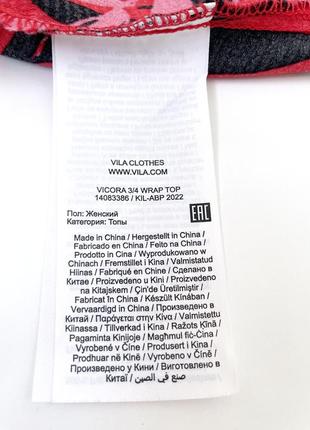 VILA CLOTHES
WWW.VILA.COM
VICORA 3/4 WRAP TOP
14083386 / KIL-ABP 2022
Пол: Женский
Категория: Топы
EAC
Made in China / Hergestellt in China /
Fabricado en China / Feito na China /
Prodotto in Cina / Wyprodukowano w
Chinach / Fremstillet i Kina / Valmistatud
Hiinas / Fabriqué en Chine / Сделано в
Китае / Proizvedeno u Kini / Proizvedeno
na Kitajskem / Çin'de Üretilmiştir /
Fabricat în China / Készült Kínában /
Vervaardigd in China / Произведено в
Китай / Παράγεται στην Κίνα / Valmistettu
Kiinassa / Tillverkad i Kina / Ražots Ķīnā /
Pagaminta Kinijoje / Magħmul fiċ-Ċina /
Vyrobené v Číne / Produsert i Kina /
Prodhuar në Kinë / Vyrobeno v Číně /
Произведено у Кини / Виготовлено в
Китаї / صنع في الصين